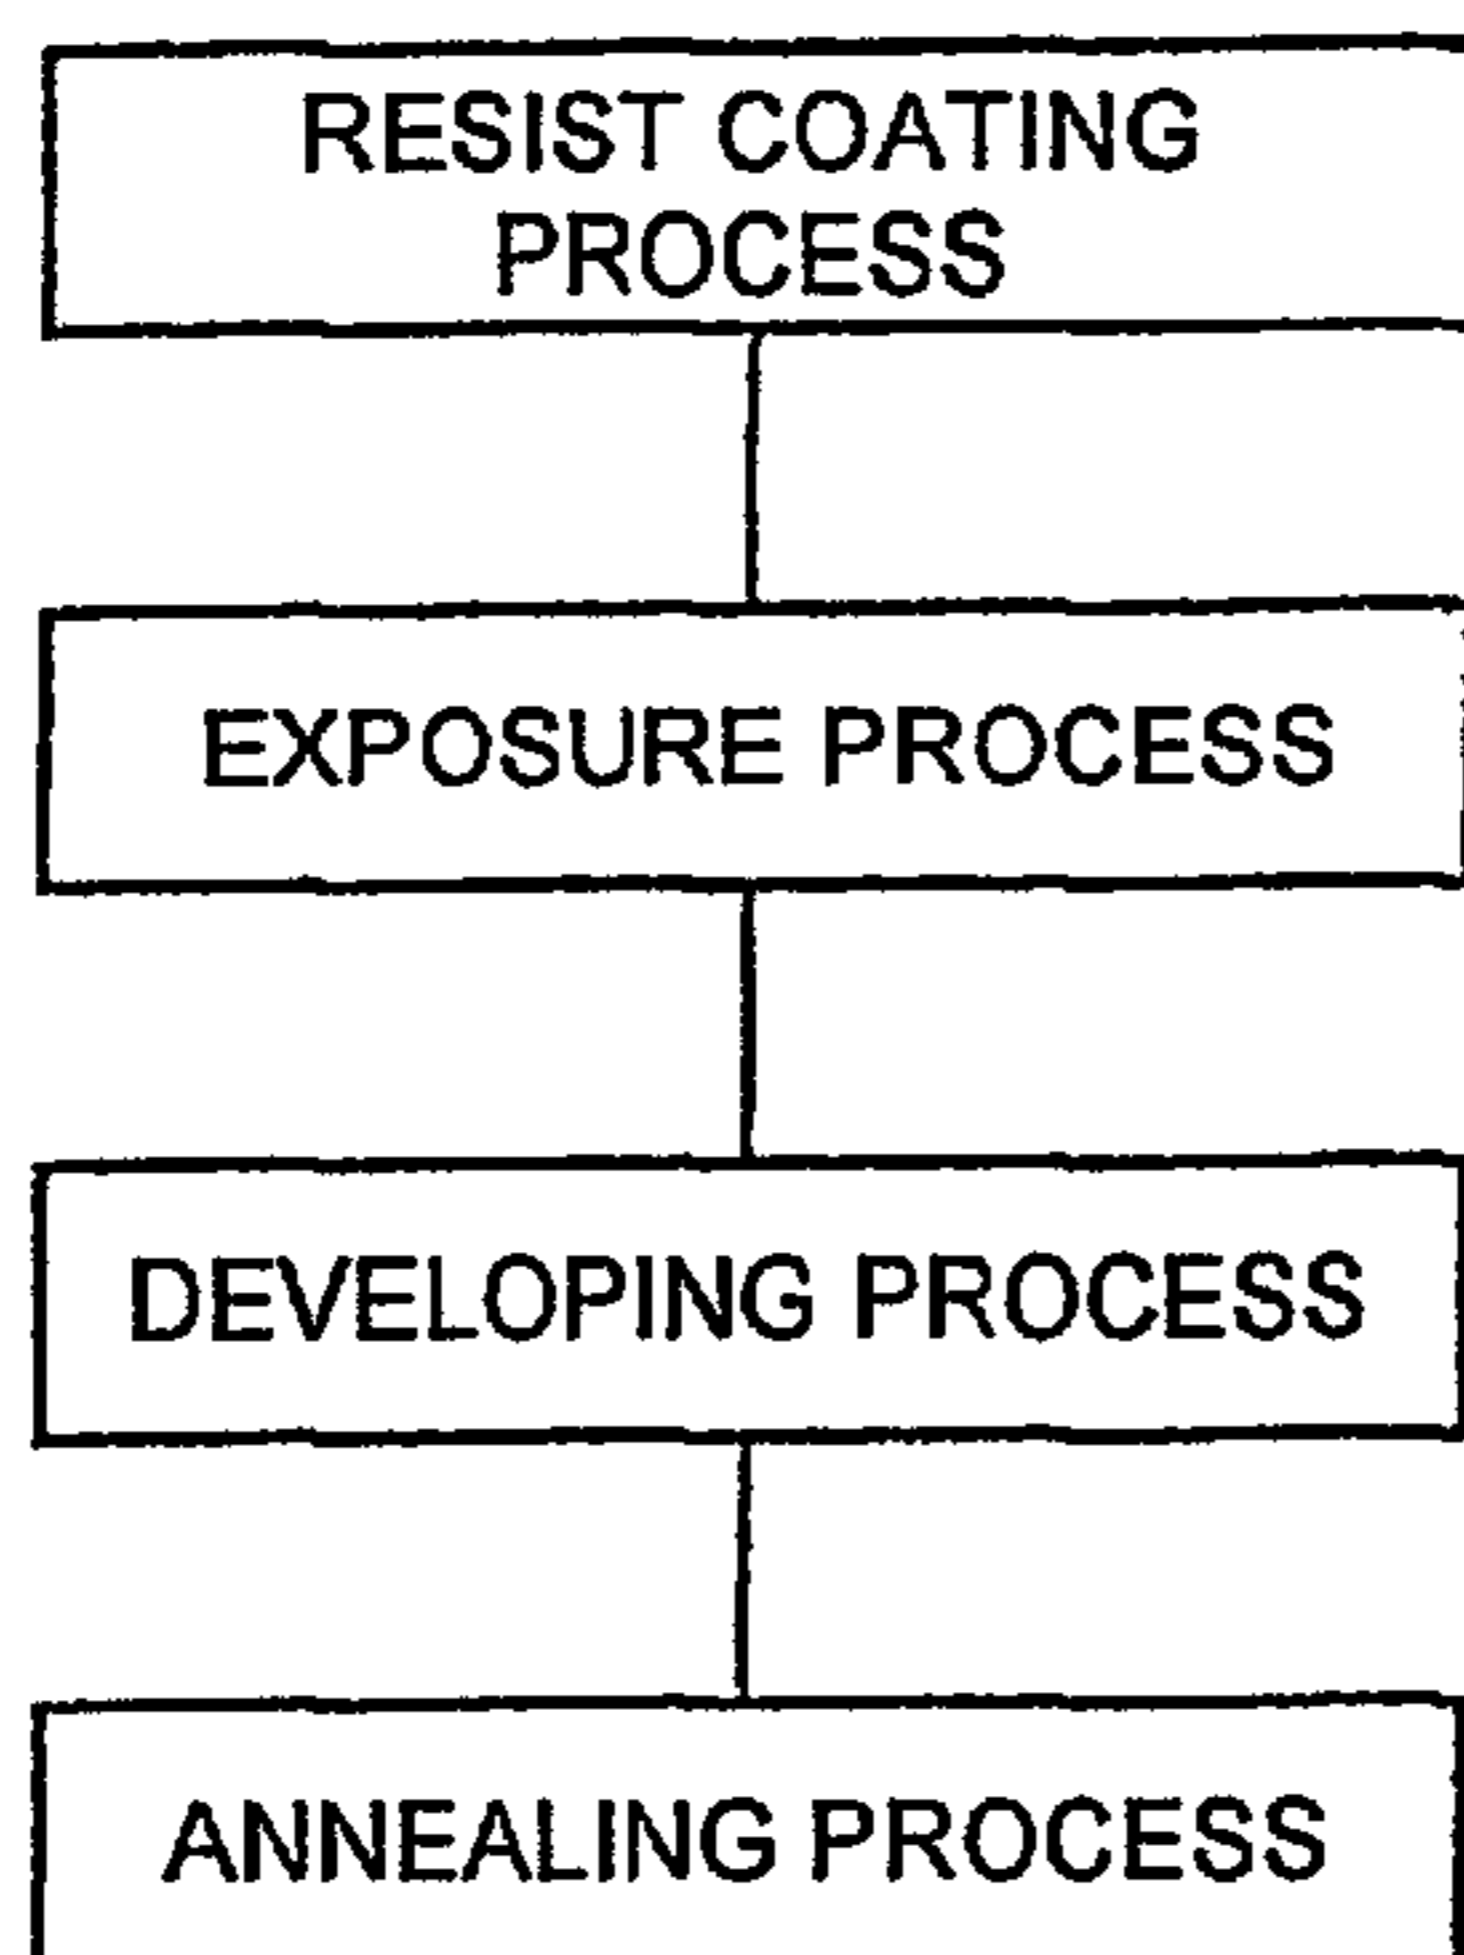 RESIST COATING
PROCESS
EXPOSURE PROCESS
DEVELOPING PROCESS
ANNEALING PROCESS